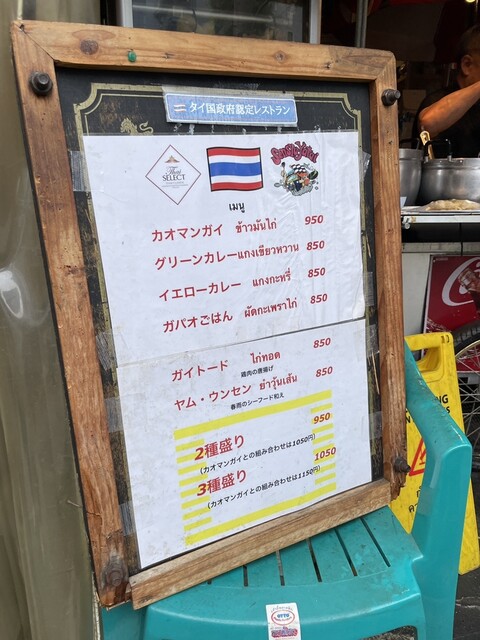 タイ国政府認定レストラン
Thai
SELECT
เมนู
カオマンガイ ข้าวมันไก่ 950
グリーンカレー แกงเขียวหวาน 850
イエローカレー แกงกะหรี่ 850
ガパオごはん ผัดกะเพราไก่ 850
ガイトード ไก่ทอด 850
鶏肉の唐揚げ
ヤム・ウンセン ยำวุ้นเส้น 850
春雨のシーフード和え
2種盛り 950
(カオマンガイとの組み合わせは1050円)
3種盛り 1050
(カオマンガイとの組み合わせは1150円)